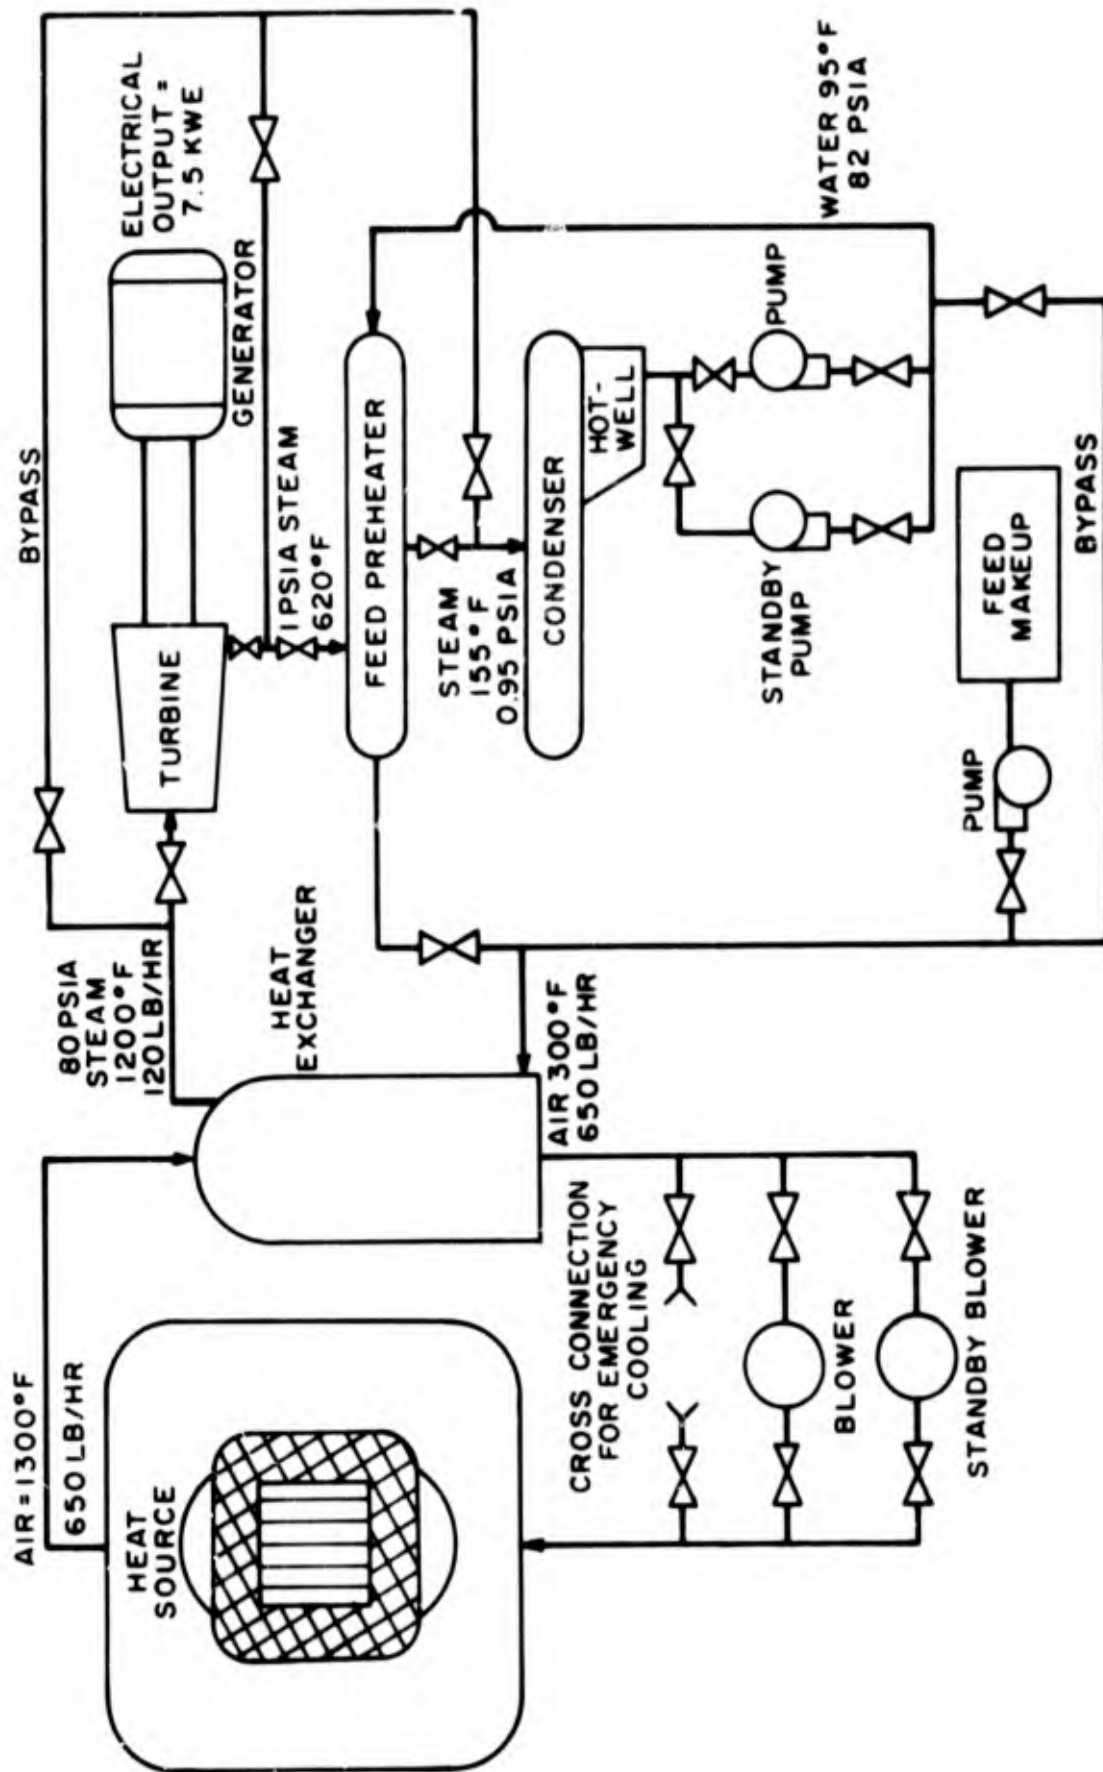 AIR = 1300°F
650 LB/HR
HEAT
SOURCE
CROSS CONNECTION
FOR EMERGENCY
COOLING
BLOWER
STANDBY BLOWER
80 PSIA
STEAM
1200°F
120 LB/HR
HEAT
EXCHANGER
AIR 300°F
650 LB/HR
BYPASS
TURBINE
ELECTRICAL
OUTPUT =
7.5 KWE
GENERATOR
1 PSIA STEAM
620°F
FEED PREHEATER
STEAM
155°F
0.95 PSIA
CONDENSER
HOT-
WELL
STANDBY
PUMP
PUMP
WATER 95°F
82 PSIA
PUMP
FEED
MAKEUP
BYPASS